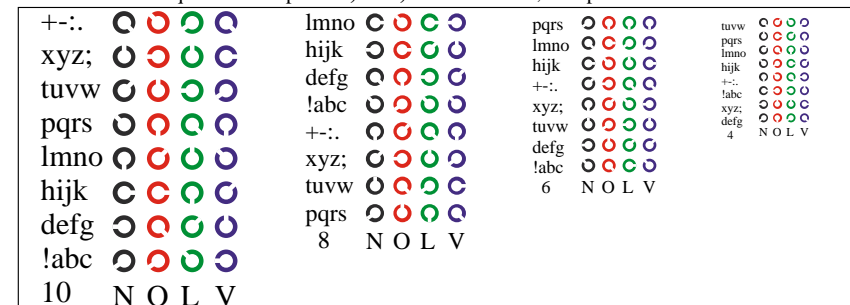 +-:.
xyz;
tuvw
pqrs
lmno
hijk
defg
!abc
10 N O L V
lmno
hijk
defg
!abc
+-:.
xyz;
tuvw
pqrs
8 N O L V
pqrs
lmno
hijk
+-:.
xyz;
tuvw
defg
!abc
6 N O L V
tuvw
pqrs
lmno
hijk
+-:.
!abc
xyz;
defg
4 N O L V